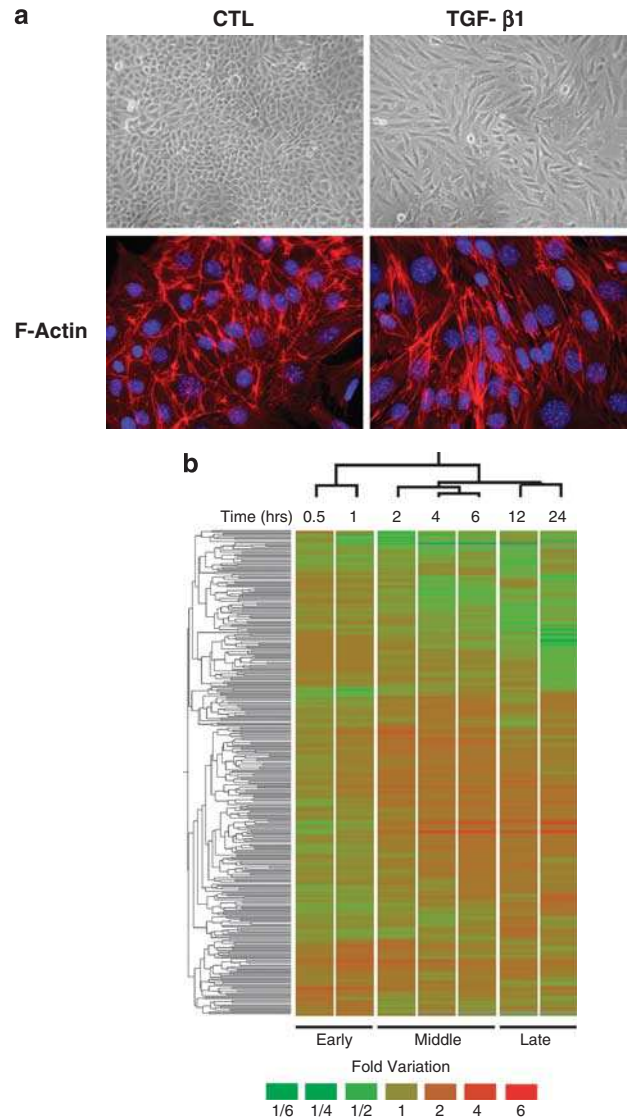 a
CTL TGF- β1
F-Actin
b
Time (hrs) 0.5 1 2 4 6 12 24
Early Middle Late
Fold Variation
1/6 1/4 1/2 1 2 4 6